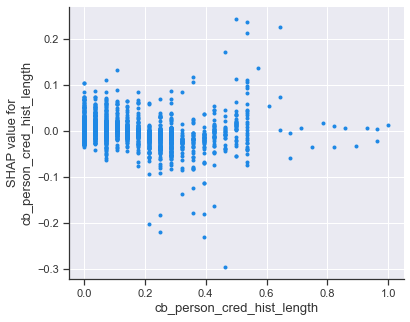 0.2
0.1
0.0
−0.1
−0.2
−0.3
SHAP value for
cb_person_cred_hist_length
0.0 0.2 0.4 0.6 0.8 1.0
cb_person_cred_hist_length